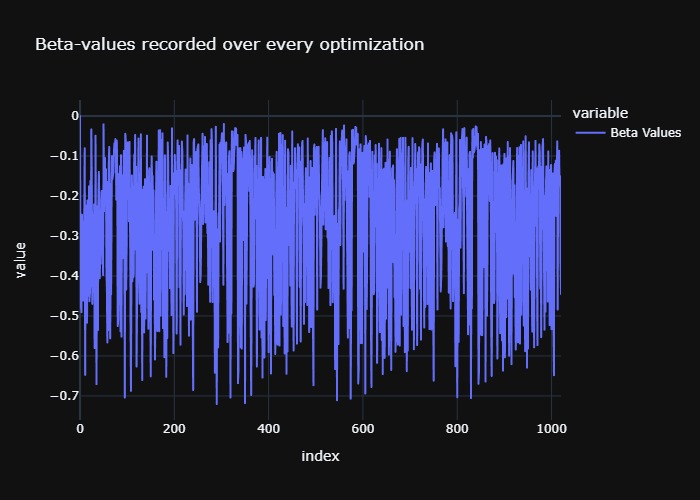 Beta-values recorded over every optimization
variable
Beta Values
value
0
−0.1
−0.2
−0.3
−0.4
−0.5
−0.6
−0.7
0
200
400
600
800
1000
index